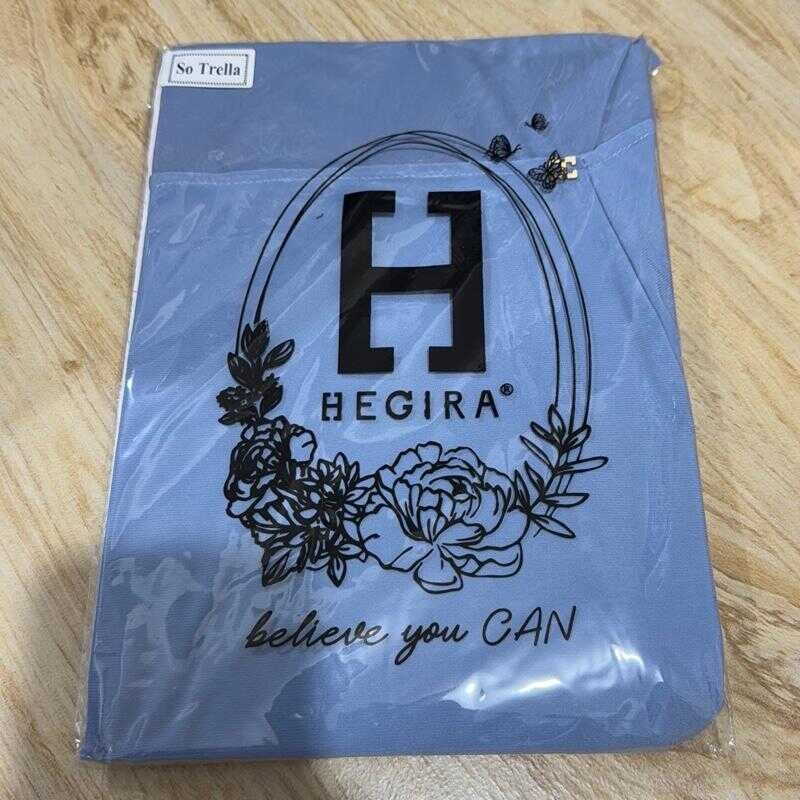 So Trella
H
HEGIRA®
believe you CAN